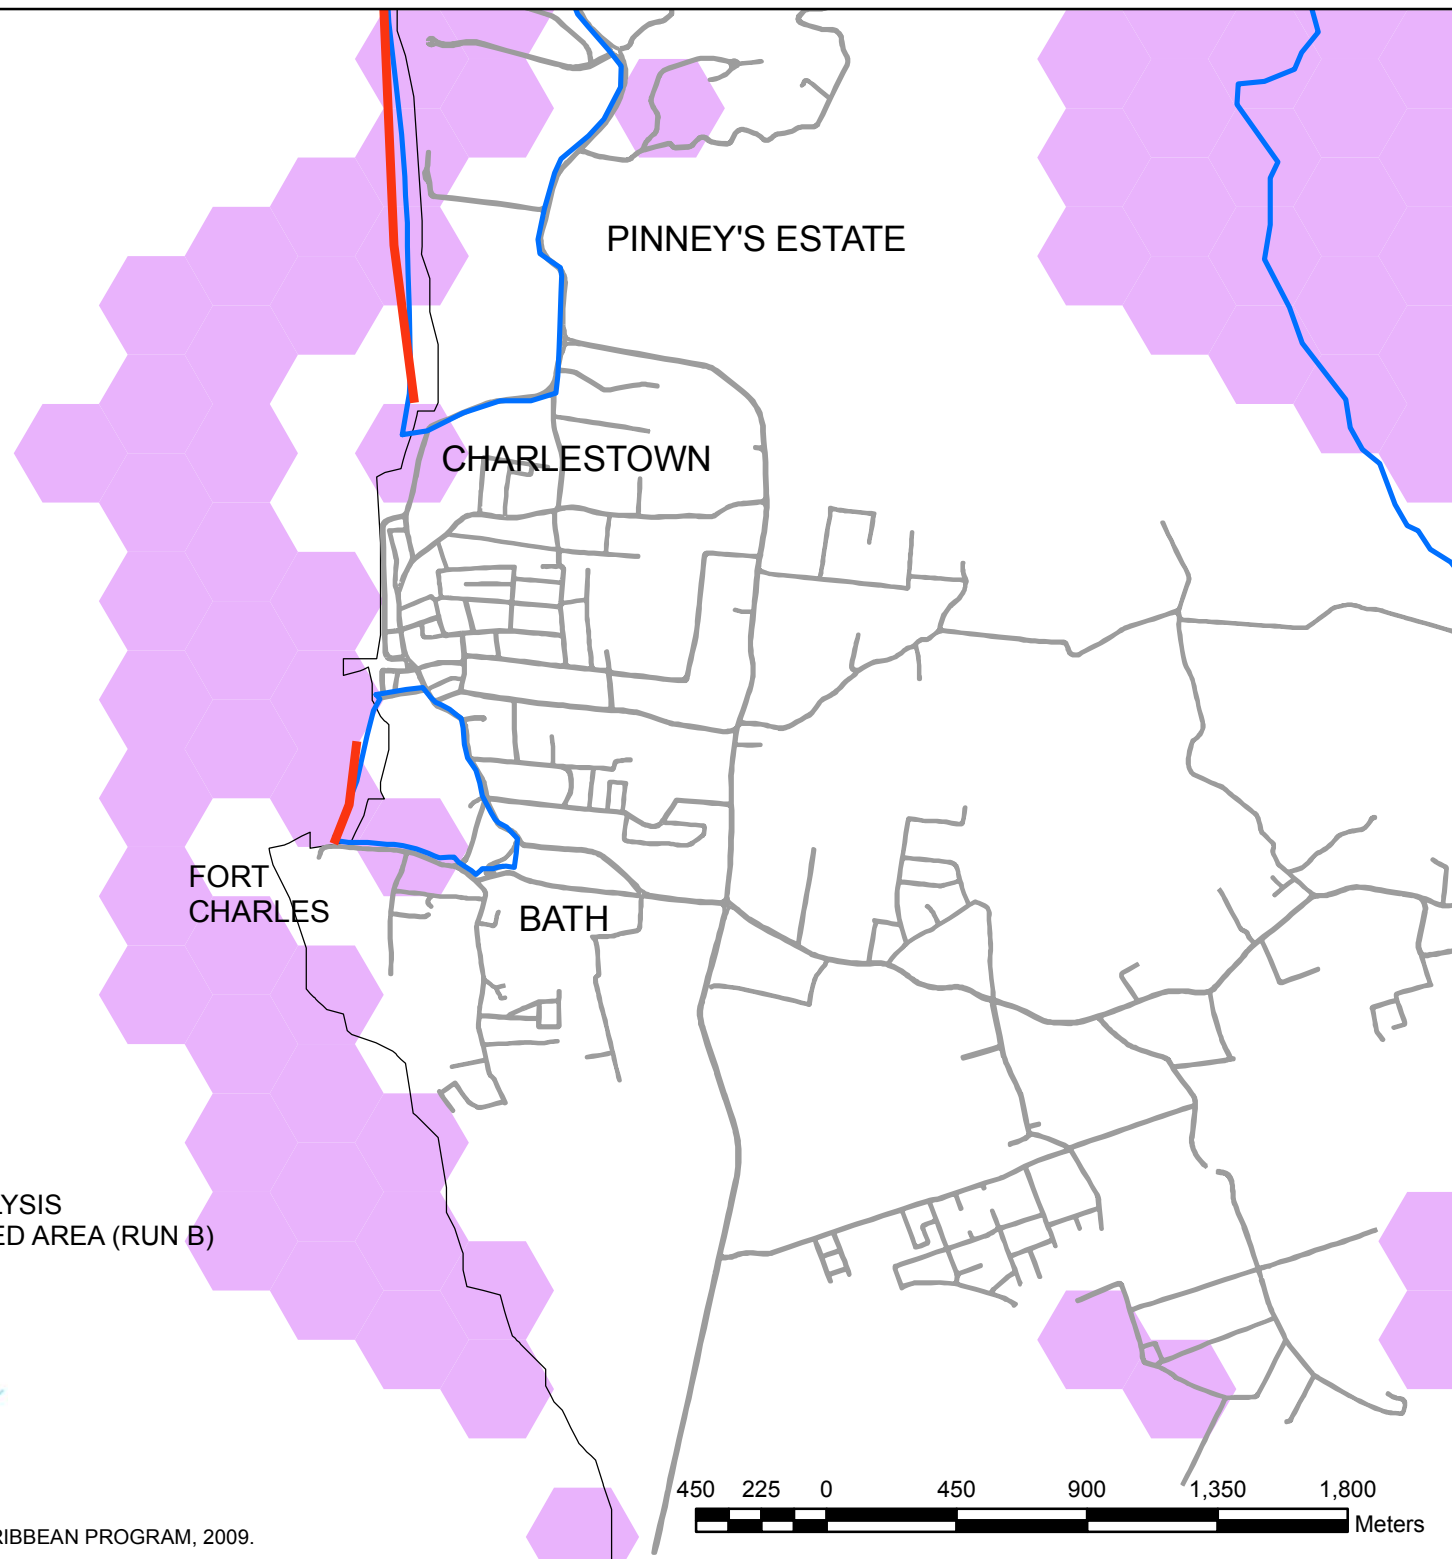 PINNEY'S ESTATE
CHARLESTOWN
FORT
CHARLES
BATH
LYSIS
ED AREA (RUN B)
450 225 0 450 900 1,350 1,800
Meters
RIBBEAN PROGRAM, 2009.